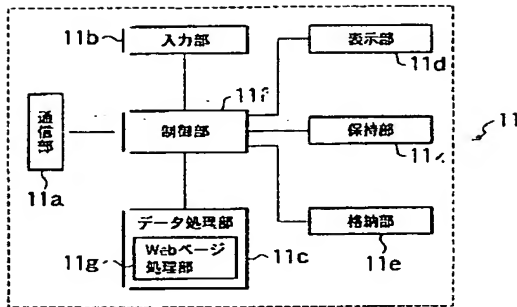 11b
入力部
表示部
11d
11f
通信部
制御部
保持部
11
11a
データ処理部
Webページ
処理部
格納部
11g
11c
11e